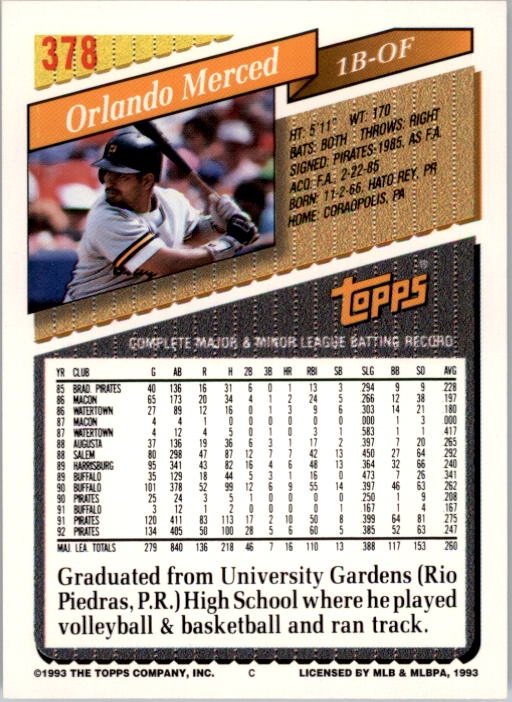 378
Orlando Merced
1B-OF
HT: 5'11" WT: 170
BATS: BOTH THROWS: RIGHT
SIGNED: PIRATES-1985, AS F.A.
ACQ: F.A., 2-22-85
BORN: 11-2-66, HATO REY, PR
HOME: CORAOPOLIS, PA
TOPPS®
COMPLETE MAJOR & MINOR LEAGUE BATTING RECORD
YR CLUB G AB R H 2B 3B HR RBI SB SLG BB SO AVG
85 BRAD. PIRATES 40 136 16 31 6 0 1 13 3 .294 9 9 .228
86 MACON 65 173 20 34 4 1 2 24 5 .266 12 38 .197
86 WATERTOWN 27 89 12 16 0 1 3 9 6 .303 14 21 .180
87 MACON 4 4 1 0 0 0 0 0 0 .000 1 3 .000
87 WATERTOWN 4 12 4 5 0 1 0 3 1 .583 1 1 .417
88 AUGUSTA 37 136 19 36 6 3 1 17 2 .397 7 20 .265
88 SALEM 80 298 47 87 12 7 7 42 13 .450 27 64 .292
89 HARRISBURG 95 341 43 82 16 4 6 48 13 .364 32 66 .240
89 BUFFALO 35 129 18 44 5 3 1 16 0 .473 7 26 .341
90 BUFFALO 101 378 52 99 12 6 9 55 14 .397 46 63 .262
90 PIRATES 25 24 3 5 1 0 0 0 0 .250 1 9 .208
91 BUFFALO 3 12 1 2 0 0 0 0 1 .167 1 4 .167
91 PIRATES 120 411 83 113 17 2 10 50 8 .399 64 81 .275
92 PIRATES 134 405 50 100 28 5 6 60 5 .385 52 63 .247
MAJ. LEA. TOTALS 279 840 136 218 46 7 16 110 13 .388 117 153 .260
Graduated from University Gardens (Rio
Piedras, P.R.) High School where he played
volleyball & basketball and ran track.
©1993 THE TOPPS COMPANY, INC. C LICENSED BY MLB & MLBPA, 1993